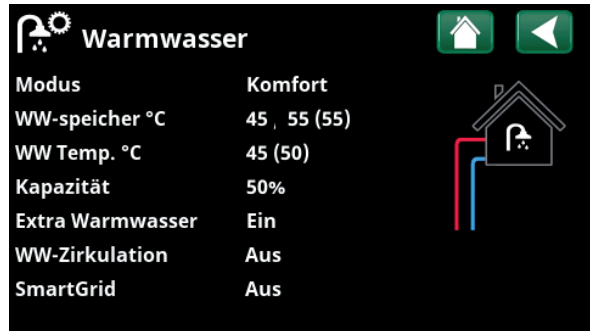 Warmwasser
Modus Komfort
WW-speicher °C 45 , 55 (55)
WW Temp. °C 45 (50)
Kapazität 50%
Extra Warmwasser Ein
WW-Zirkulation Aus
SmartGrid Aus